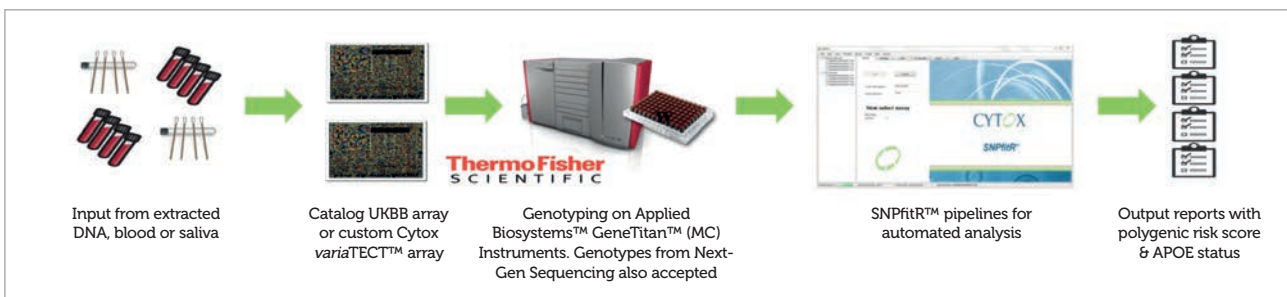 ThermoFisher
SCIENTIFIC
CYTOX
SNPfitR™
Input from extracted
DNA, blood or saliva
Catalog UKBB array
or custom Cytox
variaTECT™ array
Genotyping on Applied
Biosystems™ GeneTitan™ (MC)
Instruments. Genotypes from Next-
Gen Sequencing also accepted
SNPfitR™ pipelines for
automated analysis
Output reports with
polygenic risk score
& APOE status